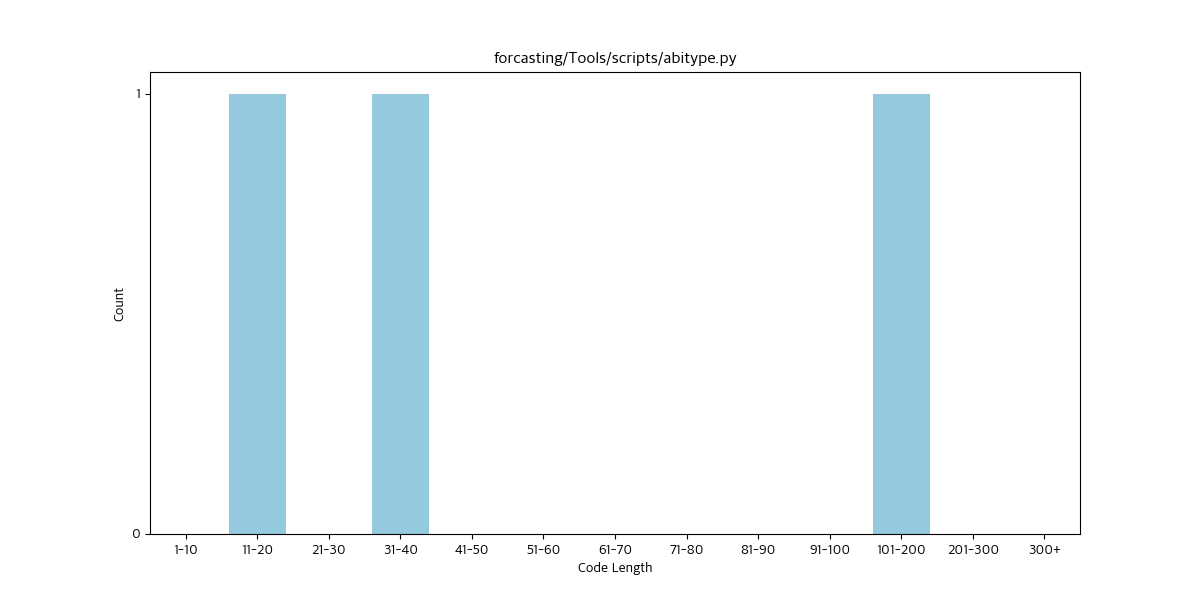 forcasting/Tools/scripts/abitype.py
1
Count
0
1-10 11-20 21-30 31-40 41-50 51-60 61-70 71-80 81-90 91-100 101-200 201-300 300+
Code Length